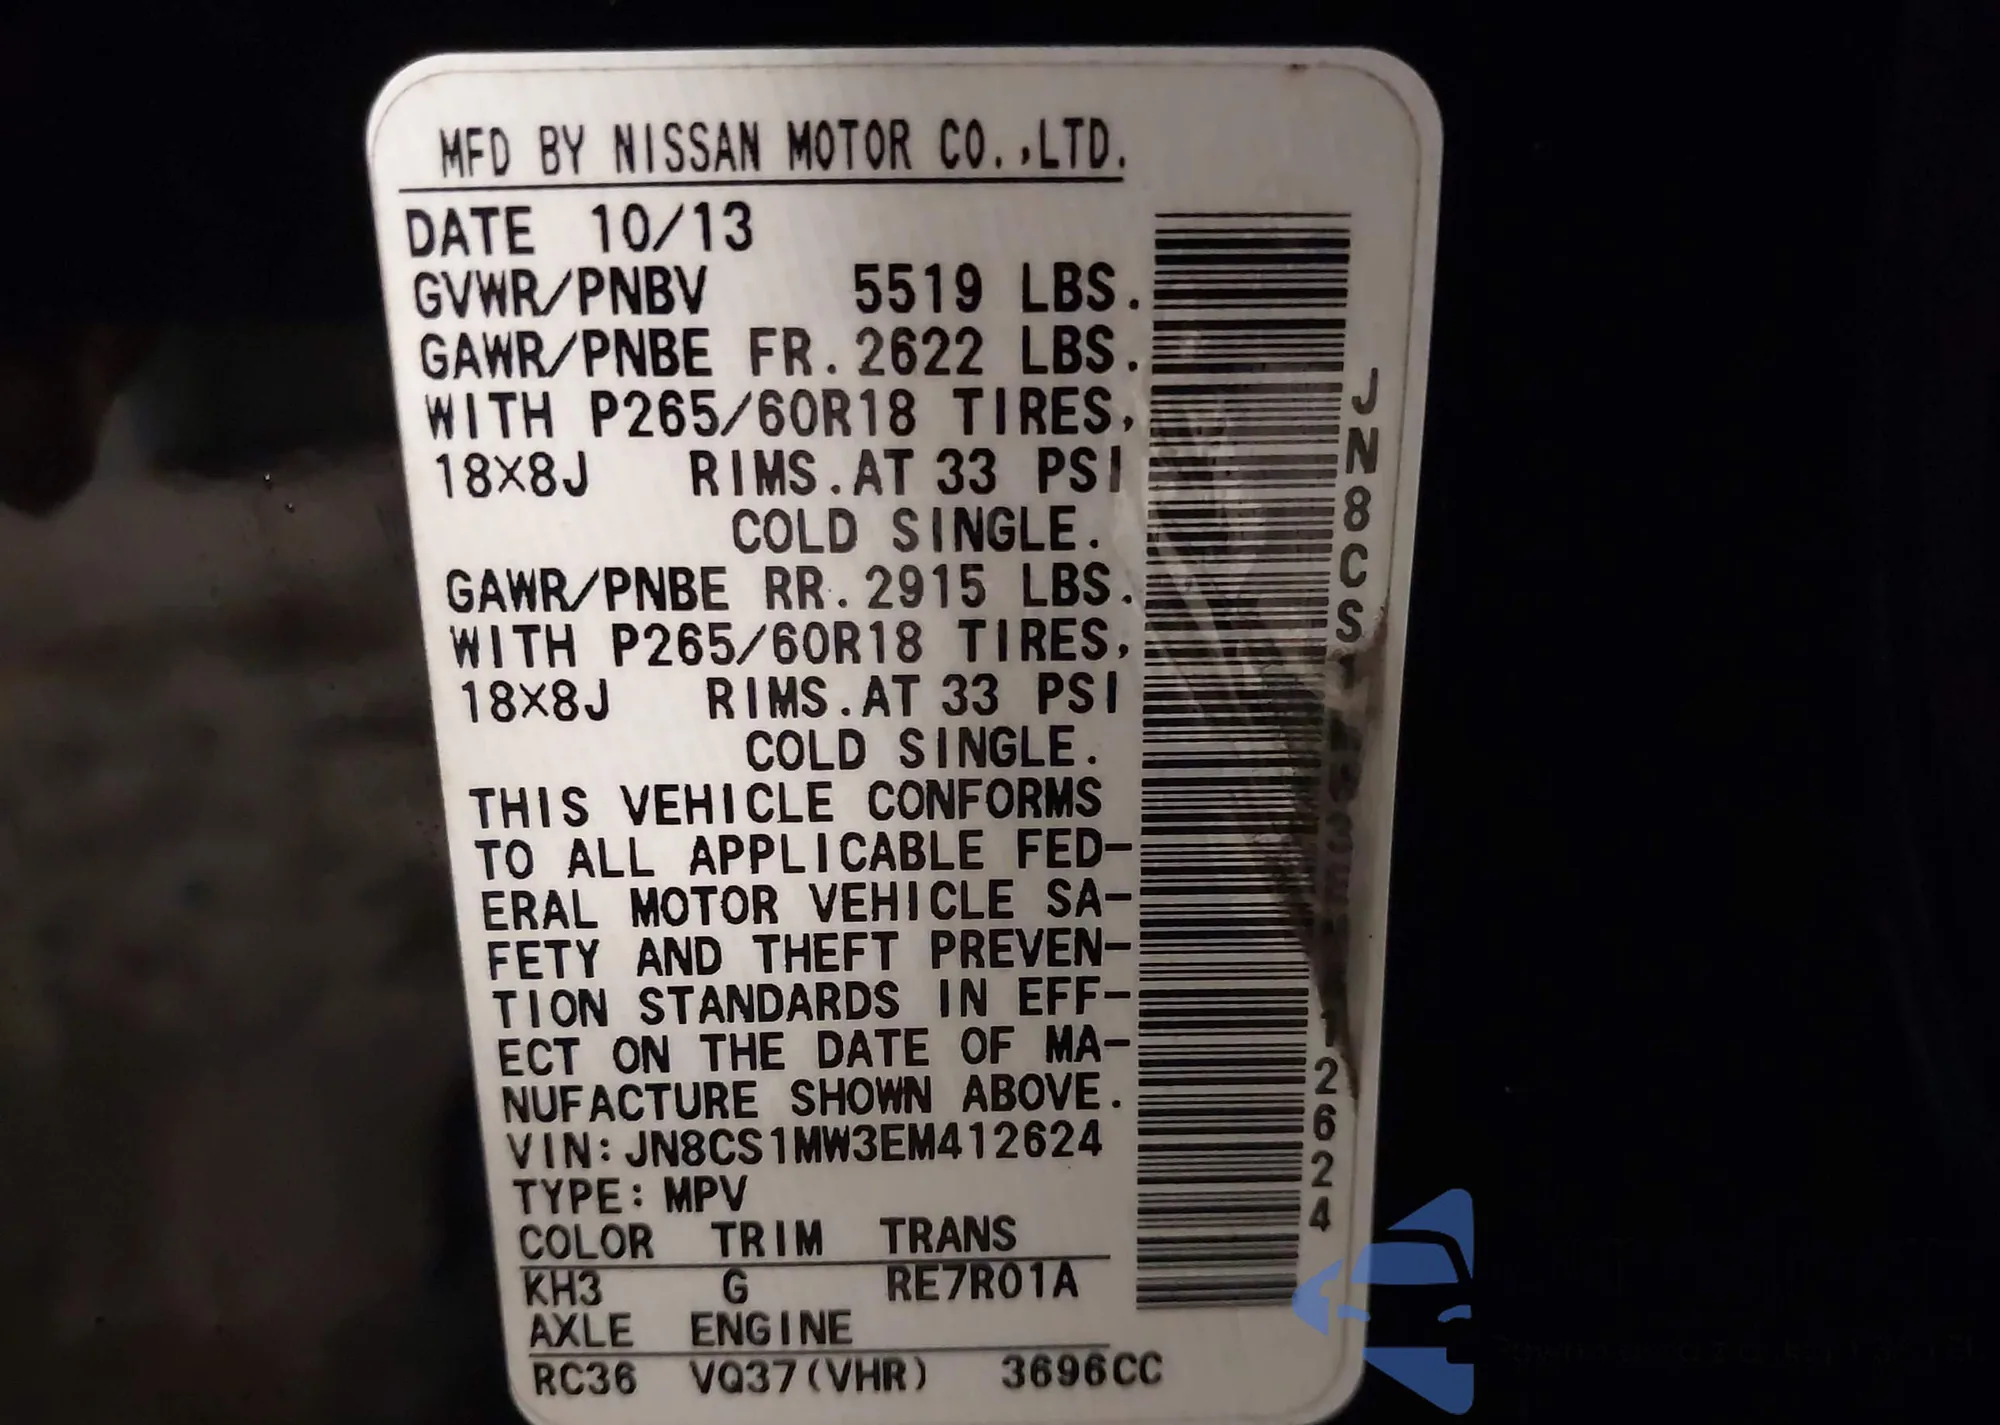 MFD BY NISSAN MOTOR CO.,LTD.
DATE 10/13
GVWR/PNBV 5519 LBS.
GAWR/PNBE FR.2622 LBS.
WITH P265/60R18 TIRES,
18X8J RIMS.AT 33 PSI
COLD SINGLE.
GAWR/PNBE RR.2915 LBS.
WITH P265/60R18 TIRES,
18X8J RIMS.AT 33 PSI
COLD SINGLE.
THIS VEHICLE CONFORMS
TO ALL APPLICABLE FED-
ERAL MOTOR VEHICLE SA-
FETY AND THEFT PREVEN-
TION STANDARDS IN EFF-
ECT ON THE DATE OF MA-
NUFACTURE SHOWN ABOVE.
VIN:JN8CS1MW3EM412624
TYPE:MPV
COLOR TRIM TRANS
KH3 G RE7R01A
AXLE ENGINE
RC36 VQ37(VHR) 3696CC